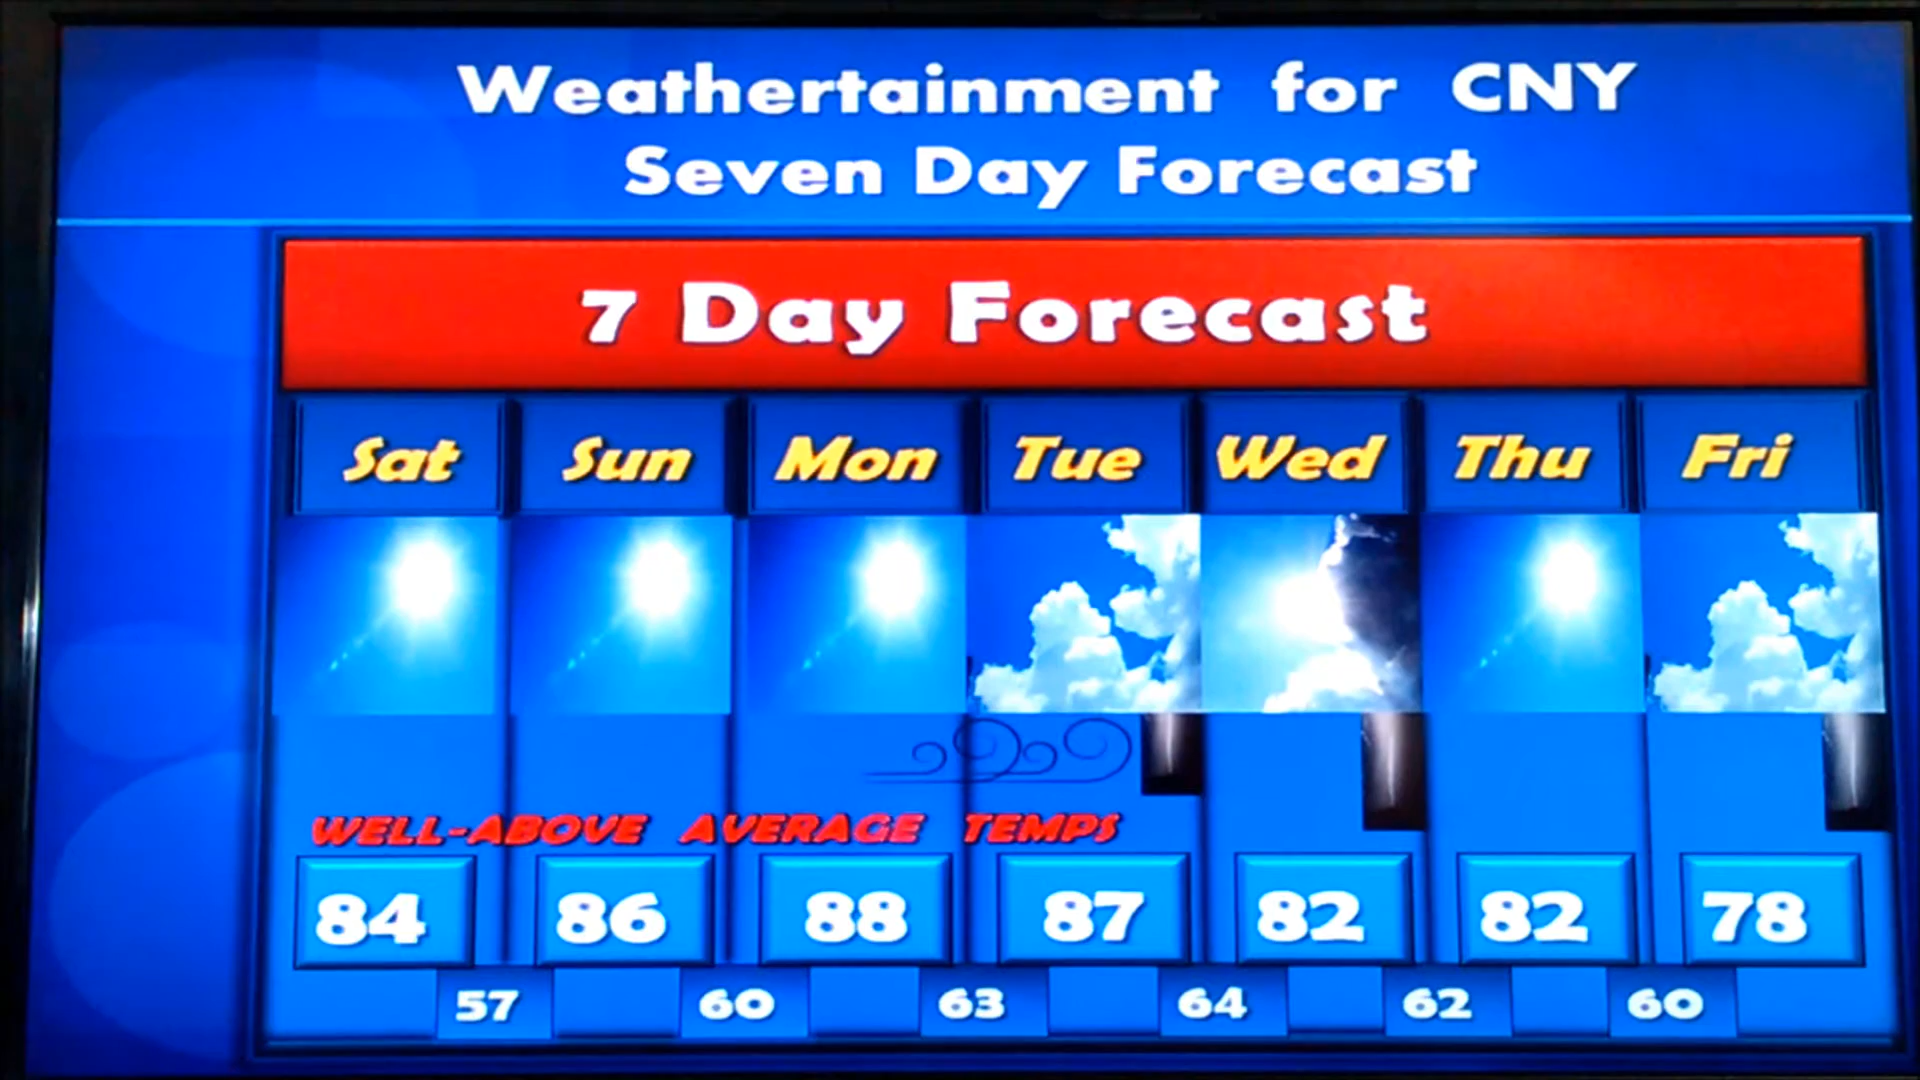 Weathertainment for CNY
Seven Day Forecast
7 Day Forecast
Sat Sun Mon Tue Wed Thu Fri
WELL-ABOVE AVERAGE TEMPS
84 86 88 87 82 82 78
57 60 63 64 62 60